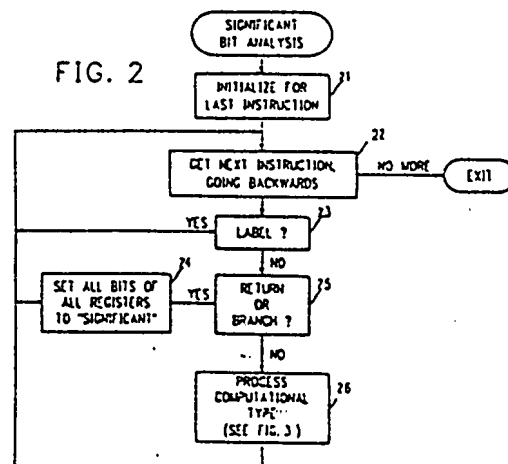 SIGNIFICANT
BIT ANALYSIS
FIG. 2
21
INITIALIZE FOR
LAST INSTRUCTION
22
GET NEXT INSTRUCTION,
GOING BACKWARDS
NO MORE
EXIT
23
YES
LABEL ?
NO
24
SET ALL BITS OF
ALL REGISTERS
TO "SIGNIFICANT"
YES
RETURN
OR
BRANCH ?
25
NO
PROCESS
COMPUTATIONAL
TYPE
(SEE FIG. 3)
26